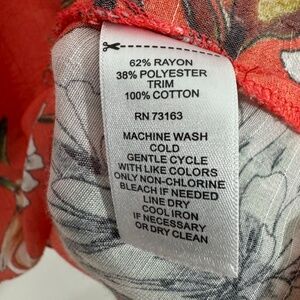 62% RAYON
38% POLYESTER
TRIM
100% COTTON
RN 73163
MACHINE WASH
COLD
GENTLE CYCLE
WITH LIKE COLORS
ONLY NON-CHLORINE
BLEACH IF NEEDED
LINE DRY
COOL IRON
IF NECESSARY
OR DRY CLEAN